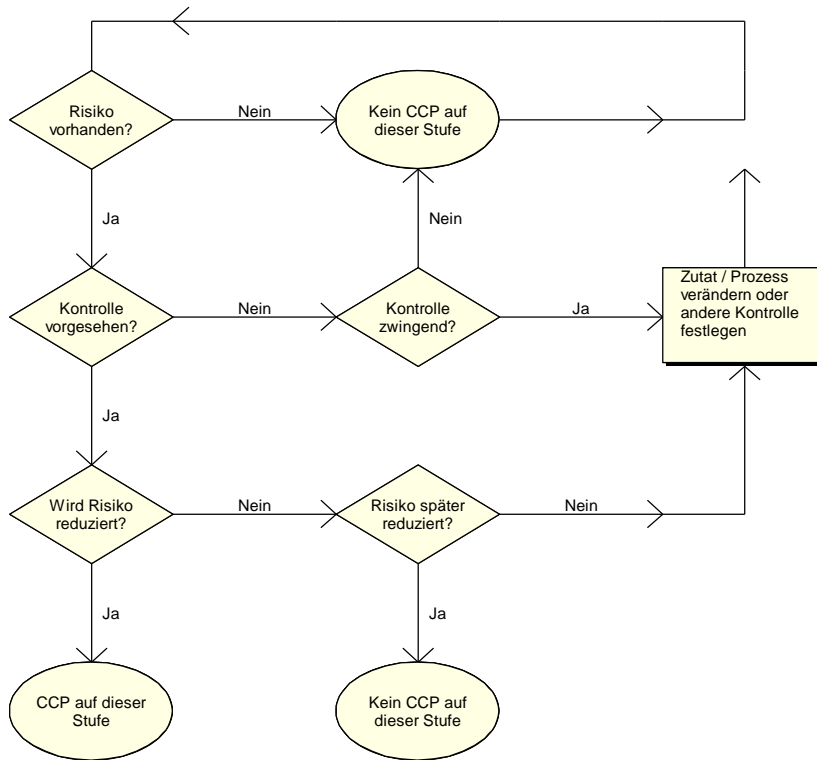 Risiko
vorhanden?
Nein
Kein CCP auf
dieser Stufe
Ja
Nein
Kontrolle
vorgesehen?
Nein
Kontrolle
zwingend?
Ja
Zutat / Prozess
verändern oder
andere Kontrolle
festlegen
Ja
Wird Risiko
reduziert?
Nein
Risiko später
reduziert?
Nein
Ja
Ja
CCP auf dieser
Stufe
Kein CCP auf
dieser Stufe